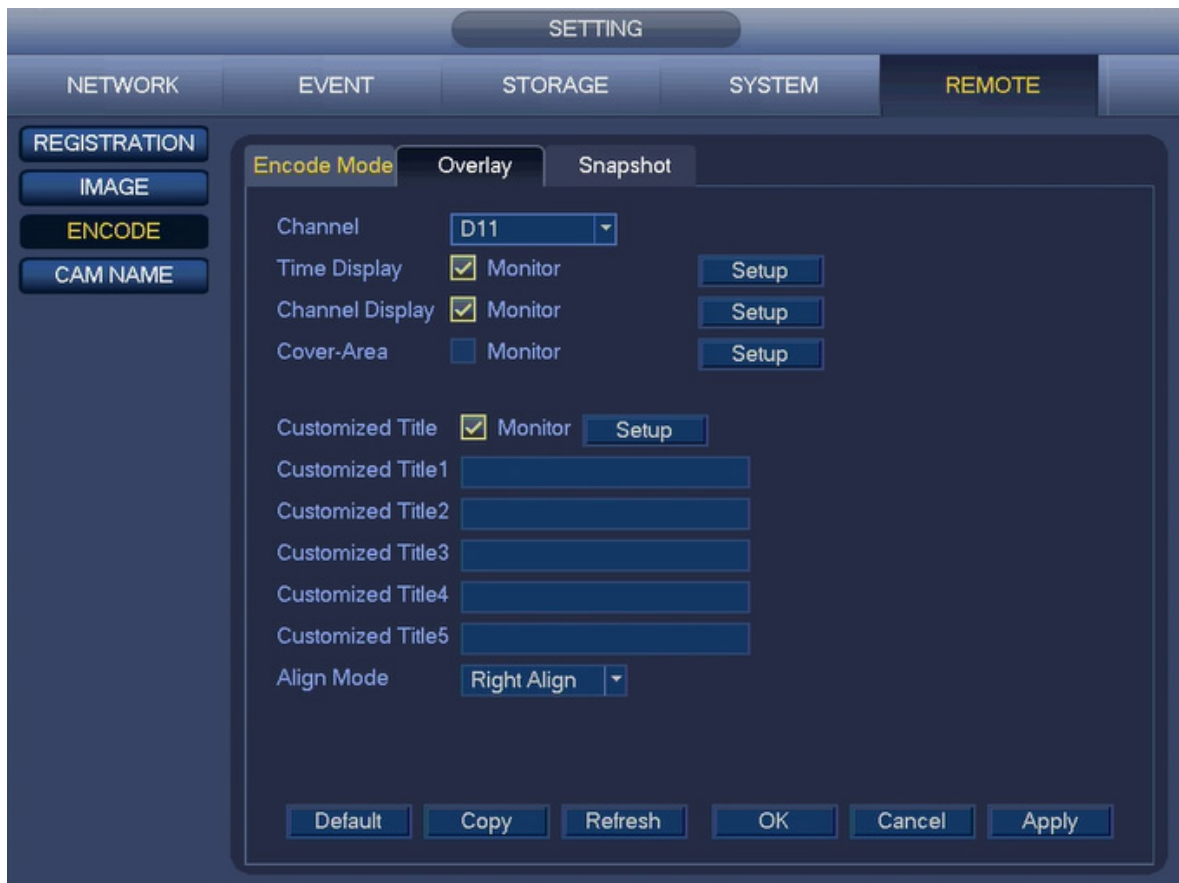 SETTING
NETWORK EVENT STORAGE SYSTEM REMOTE
REGISTRATION
IMAGE
ENCODE
CAM NAME
Encode Mode Overlay Snapshot
Channel D11
Time Display Monitor Setup
Channel Display Monitor Setup
Cover-Area Monitor Setup
Customized Title Monitor Setup
Customized Title1
Customized Title2
Customized Title3
Customized Title4
Customized Title5
Align Mode Right Align
Default Copy Refresh OK Cancel Apply